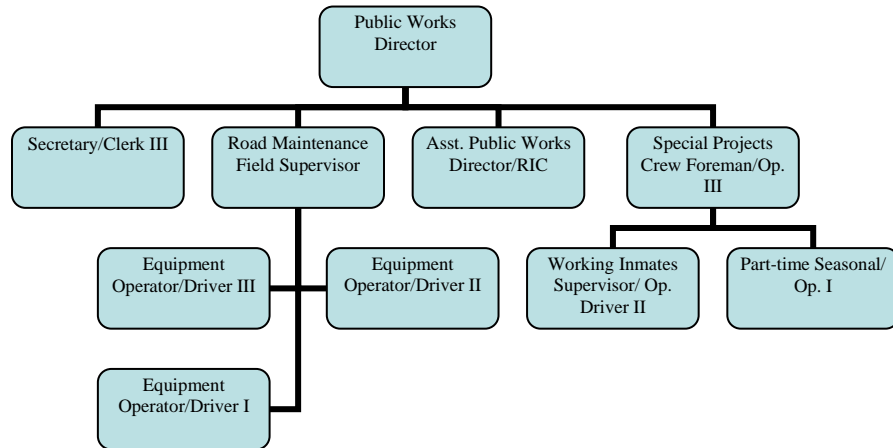 Public Works
Director
Secretary/Clerk III
Road Maintenance
Field Supervisor
Asst. Public Works
Director/RIC
Special Projects
Crew Foreman/Op.
III
Equipment
Operator/Driver III
Equipment
Operator/Driver II
Working Inmates
Supervisor/ Op.
Driver II
Part-time Seasonal/
Op. I
Equipment
Operator/Driver I